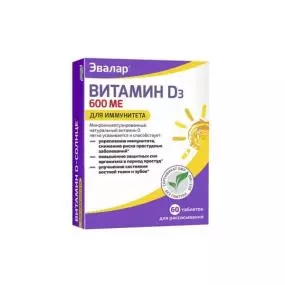 Эвалар®
ВИТАМИН D3
600 МЕ
ДЛЯ ИММУНИТЕТА
Микрокапсулированный
натуральный витамин D
легко усваивается и способствует:
• укреплению иммунитета,
снижению риска простудных
заболеваний*
• повышению защитных сил
организма в период простуд*
• улучшению состояния
костной ткани и зубов*
60 таблеток
для рассасывания
ВИТАМИН D-СОЛНЦЕ®